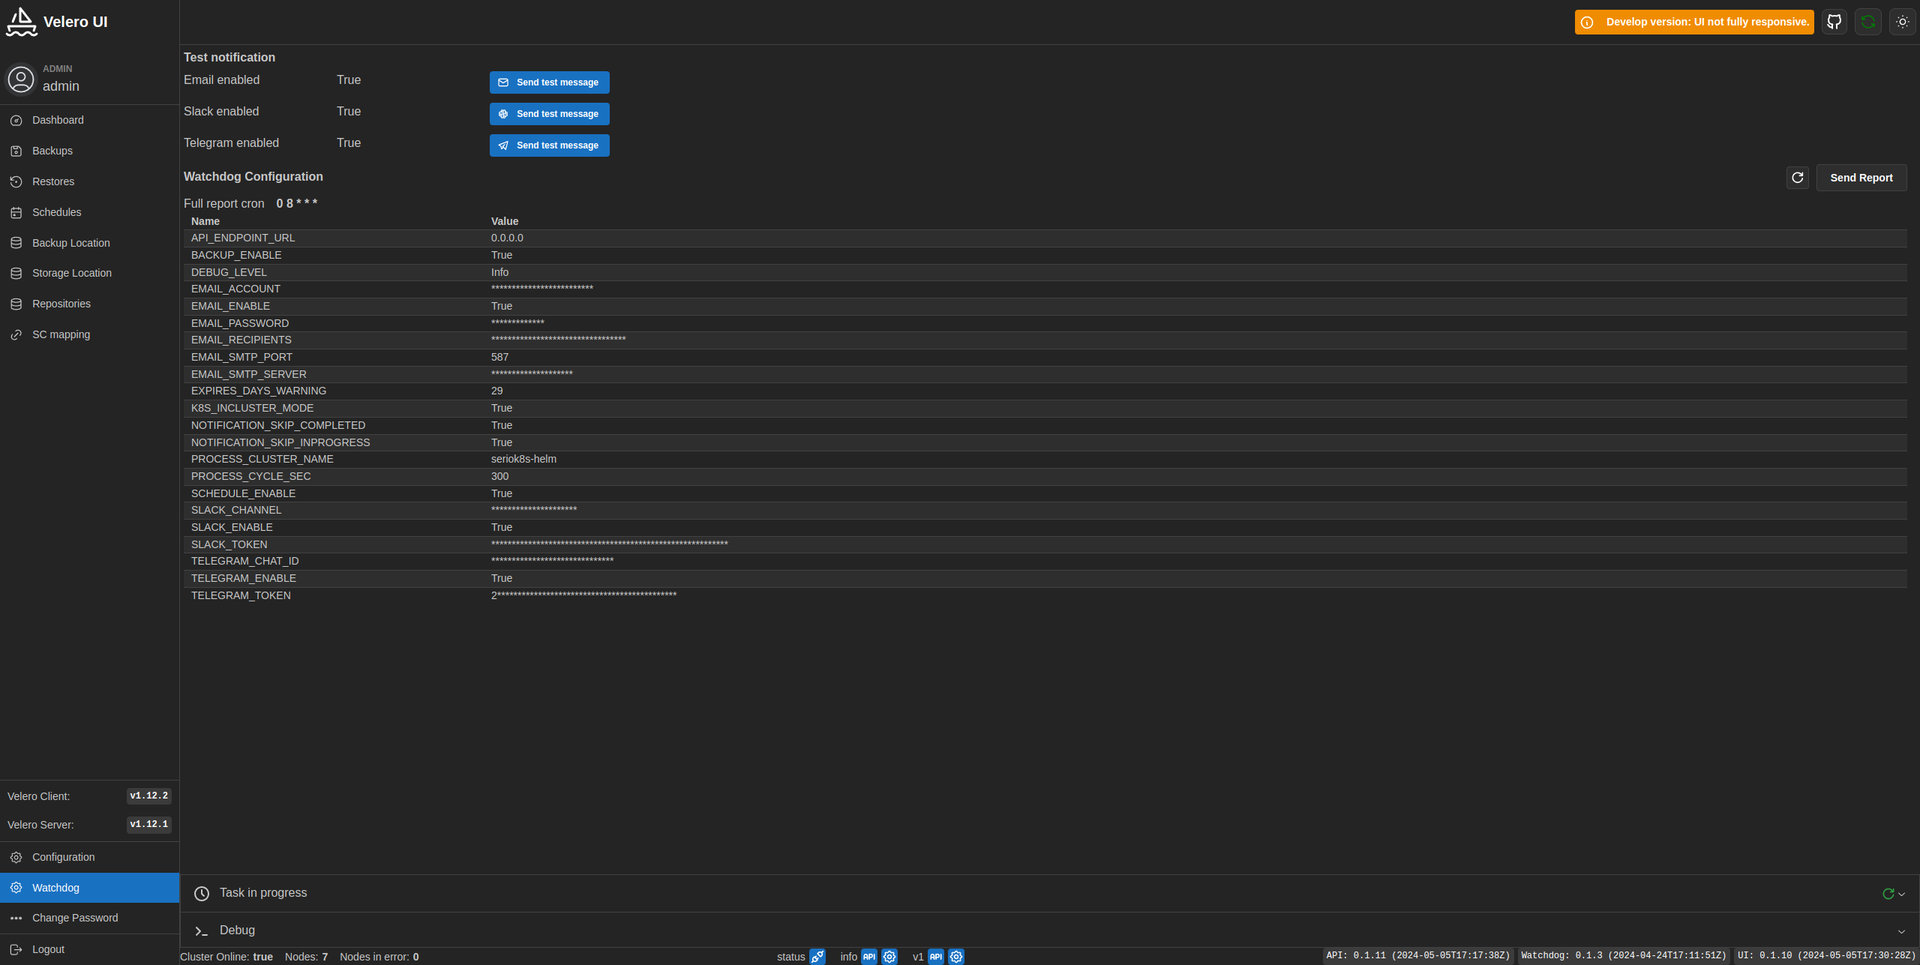 Velero UI
Develop version: UI not fully responsive.
ADMIN
admin
Dashboard
Backups
Restores
Schedules
Backup Location
Storage Location
Repositories
SC mapping
Velero Client: v1.12.2
Velero Server: v1.12.1
Configuration
Watchdog
Change Password
Logout
Test notification
Email enabled True Send test message
Slack enabled True Send test message
Telegram enabled True Send test message
Watchdog Configuration Send Report
Full report cron 0 8 * * *
Name Value
API_ENDPOINT_URL 0.0.0.0
BACKUP_ENABLE True
DEBUG_LEVEL Info
EMAIL_ACCOUNT *************************
EMAIL_ENABLE True
EMAIL_PASSWORD *************
EMAIL_RECIPIENTS *********************************
EMAIL_SMTP_PORT 587
EMAIL_SMTP_SERVER ********************
EXPIRES_DAYS_WARNING 29
K8S_INCLUSTER_MODE True
NOTIFICATION_SKIP_COMPLETED True
NOTIFICATION_SKIP_INPROGRESS True
PROCESS_CLUSTER_NAME seriok8s-helm
PROCESS_CYCLE_SEC 300
SCHEDULE_ENABLE True
SLACK_CHANNEL *********************
SLACK_ENABLE True
SLACK_TOKEN **********************************************************
TELEGRAM_CHAT_ID ******************************
TELEGRAM_ENABLE True
TELEGRAM_TOKEN 2********************************************
Task in progress
Debug
Cluster Online: true Nodes: 7 Nodes in error: 0 status info API v1 API API: 0.1.11 (2024-05-05T17:17:38Z) Watchdog: 0.1.3 (2024-04-24T17:11:51Z) UI: 0.1.10 (2024-05-05T17:30:28Z)